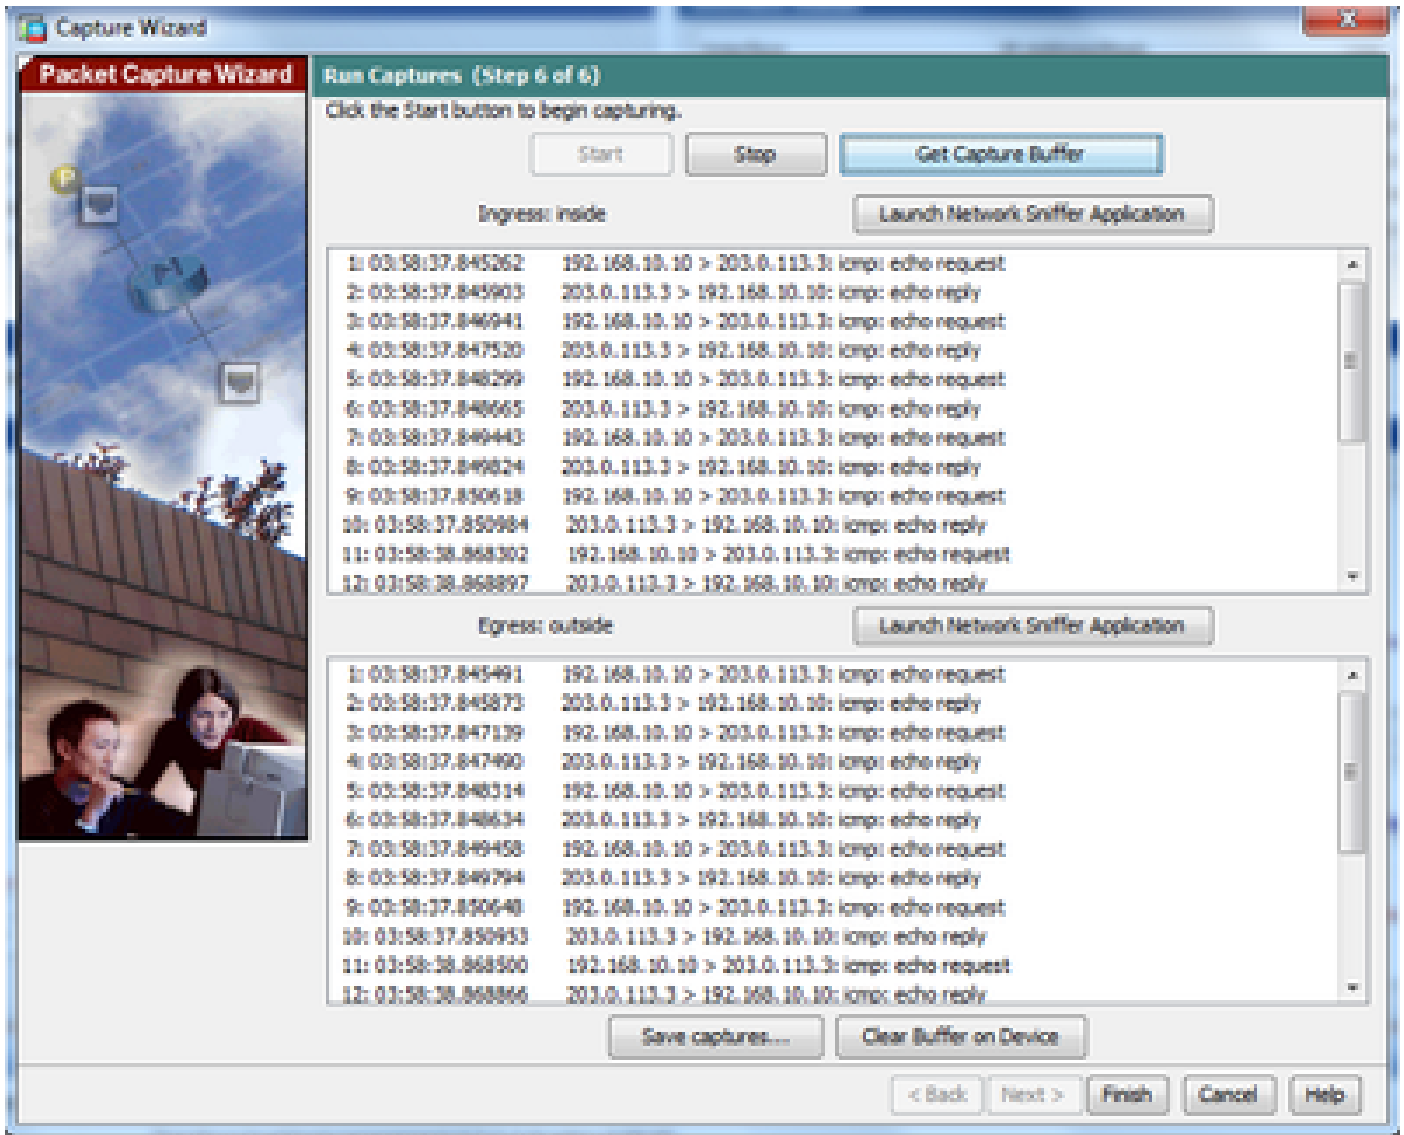 Capture Wizard
X
Packet Capture Wizard
Run Captures (Step 6 of 6)
Click the Start button to begin capturing.
Start
Stop
Get Capture Buffer
Ingress: inside
Launch Network Sniffer Application
1: 03:58:37.845262 192.168.10.10 > 203.0.113.3: icmp: echo request
2: 03:58:37.845903 203.0.113.3 > 192.168.10.10: icmp: echo reply
3: 03:58:37.846941 192.168.10.10 > 203.0.113.3: icmp: echo request
4: 03:58:37.847520 203.0.113.3 > 192.168.10.10: icmp: echo reply
5: 03:58:37.848299 192.168.10.10 > 203.0.113.3: icmp: echo request
6: 03:58:37.848665 203.0.113.3 > 192.168.10.10: icmp: echo reply
7: 03:58:37.849443 192.168.10.10 > 203.0.113.3: icmp: echo request
8: 03:58:37.849824 203.0.113.3 > 192.168.10.10: icmp: echo reply
9: 03:58:37.850618 192.168.10.10 > 203.0.113.3: icmp: echo request
10: 03:58:37.850984 203.0.113.3 > 192.168.10.10: icmp: echo reply
11: 03:58:38.868302 192.168.10.10 > 203.0.113.3: icmp: echo request
12: 03:58:38.868897 203.0.113.3 > 192.168.10.10: icmp: echo reply
Egress: outside
Launch Network Sniffer Application
1: 03:58:37.845491 192.168.10.10 > 203.0.113.3: icmp: echo request
2: 03:58:37.845873 203.0.113.3 > 192.168.10.10: icmp: echo reply
3: 03:58:37.847139 192.168.10.10 > 203.0.113.3: icmp: echo request
4: 03:58:37.847490 203.0.113.3 > 192.168.10.10: icmp: echo reply
5: 03:58:37.848314 192.168.10.10 > 203.0.113.3: icmp: echo request
6: 03:58:37.848634 203.0.113.3 > 192.168.10.10: icmp: echo reply
7: 03:58:37.849458 192.168.10.10 > 203.0.113.3: icmp: echo request
8: 03:58:37.849794 203.0.113.3 > 192.168.10.10: icmp: echo reply
9: 03:58:37.850648 192.168.10.10 > 203.0.113.3: icmp: echo request
10: 03:58:37.850953 203.0.113.3 > 192.168.10.10: icmp: echo reply
11: 03:58:38.868500 192.168.10.10 > 203.0.113.3: icmp: echo request
12: 03:58:38.868866 203.0.113.3 > 192.168.10.10: icmp: echo reply
Save captures....
Clear Buffer on Device
< Back
Next >
Finish
Cancel
Help